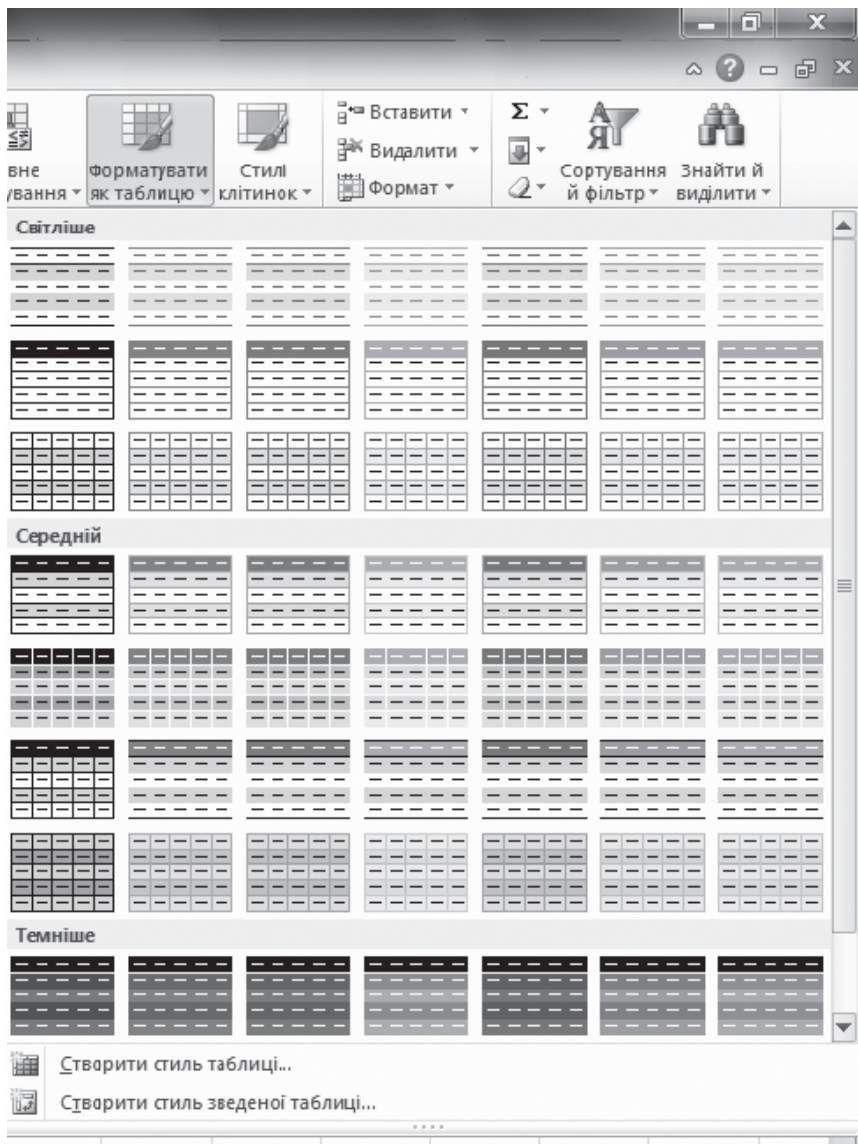 вне
ування
Форматувати
як таблицю
Стилі
клітинок
Вставити
Видалити
Формат
Σ
А
Я
Сортування
й фільтр
Знайти й
виділити
Світліше
Середній
Темніше
Створити стиль таблиці...
Створити стиль зведеної таблиці...